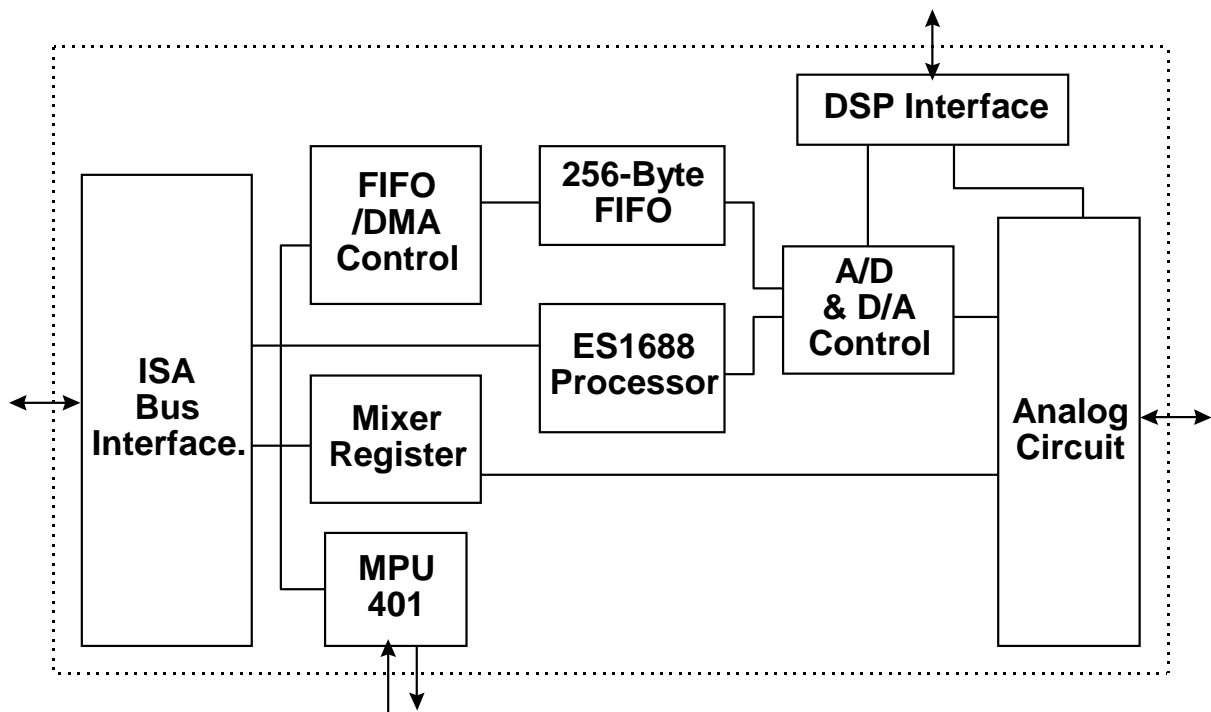 DSP Interface
FIFO
/DMA
Control
256-Byte
FIFO
A/D
& D/A
Control
ES1688
Processor
ISA
Bus
Interface.
Mixer
Register
Analog
Circuit
MPU
401